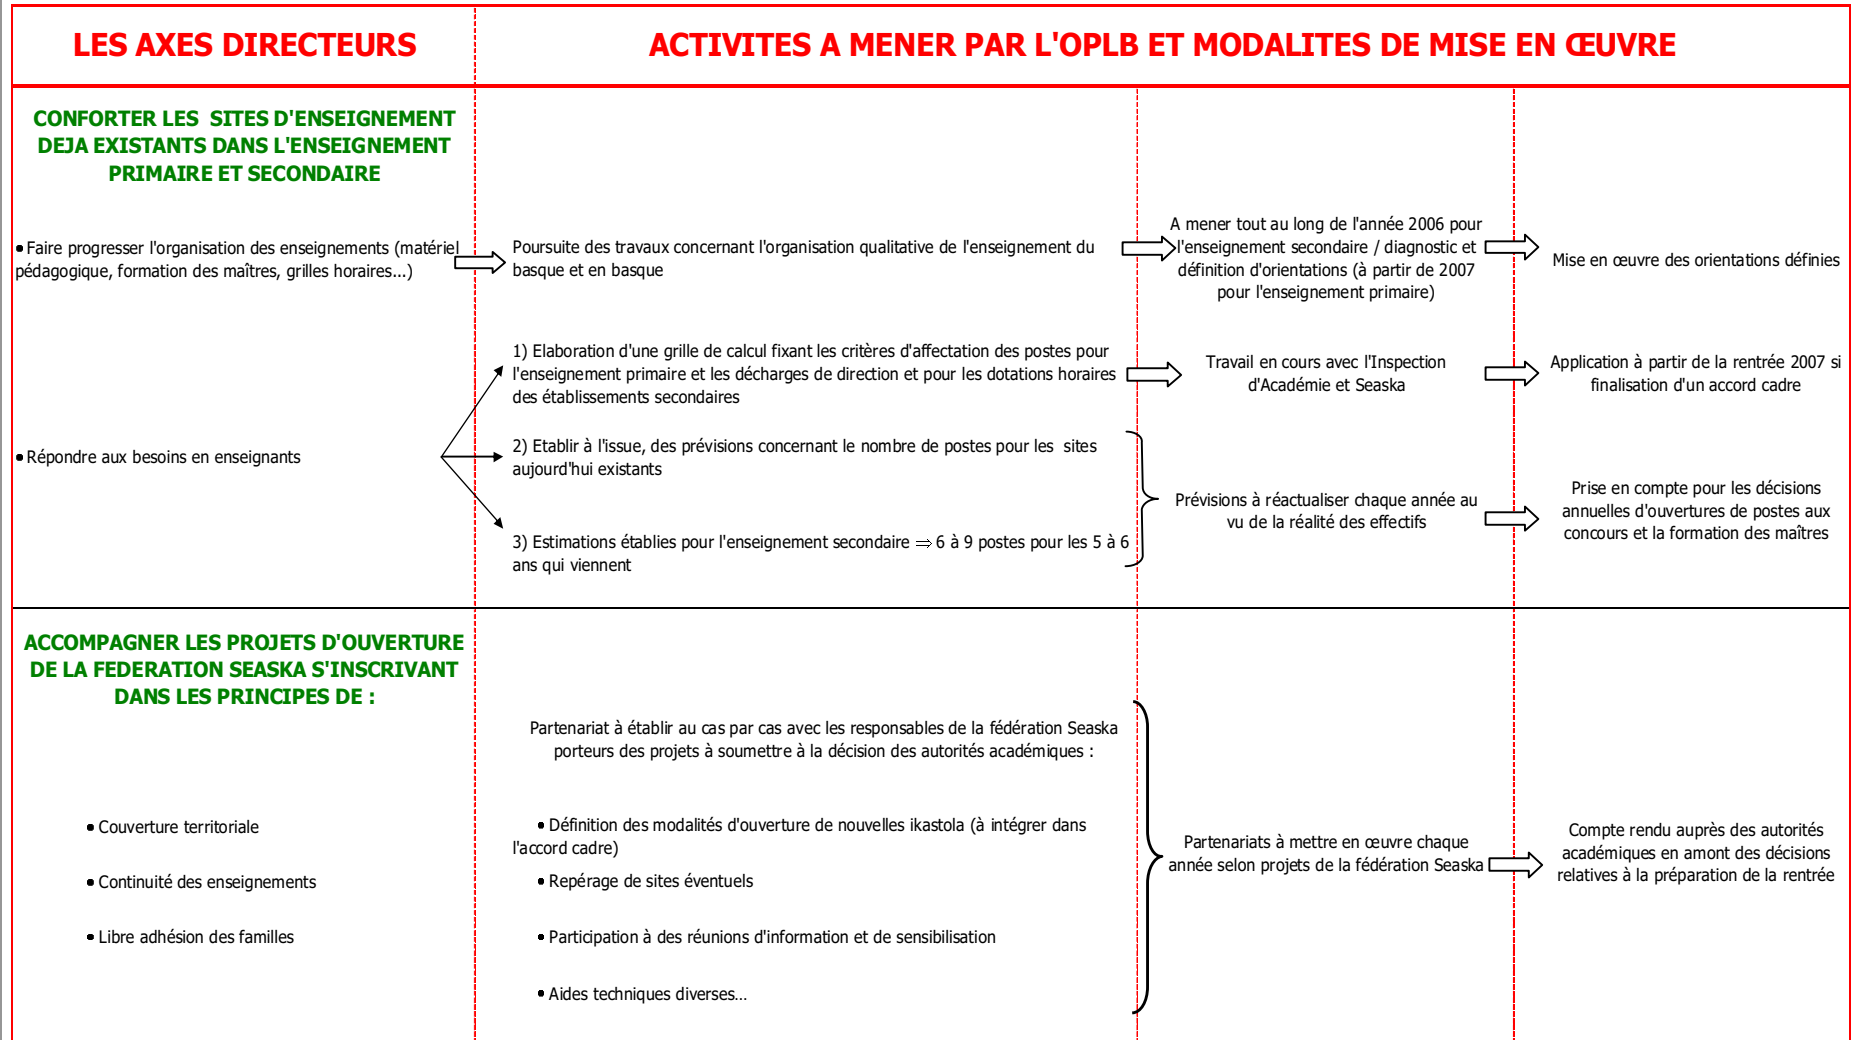 LES AXES DIRECTEURS
ACTIVITES A MENER PAR L'OPLB ET MODALITES DE MISE EN ŒUVRE
CONFORTER LES SITES D'ENSEIGNEMENT
DEJA EXISTANTS DANS L'ENSEIGNEMENT
PRIMAIRE ET SECONDAIRE
• Faire progresser l'organisation des enseignements (matériel
pédagogique, formation des maîtres, grilles horaires...)
Poursuite des travaux concernant l'organisation qualitative de l'enseignement du
basque et en basque
A mener tout au long de l'année 2006 pour
l'enseignement secondaire / diagnostic et
définition d'orientations (à partir de 2007
pour l'enseignement primaire)
Mise en œuvre des orientations définies
• Répondre aux besoins en enseignants
1) Elaboration d'une grille de calcul fixant les critères d'affectation des postes pour
l'enseignement primaire et les décharges de direction et pour les dotations horaires
des établissements secondaires
Travail en cours avec l'Inspection
d'Académie et Seaska
Application à partir de la rentrée 2007 si
finalisation d'un accord cadre
2) Etablir à l'issue, des prévisions concernant le nombre de postes pour les sites
aujourd'hui existants
3) Estimations établies pour l'enseignement secondaire ⇒ 6 à 9 postes pour les 5 à 6
ans qui viennent
Prévisions à réactualiser chaque année au
vu de la réalité des effectifs
Prise en compte pour les décisions
annuelles d'ouvertures de postes aux
concours et la formation des maîtres
ACCOMPAGNER LES PROJETS D'OUVERTURE
DE LA FEDERATION SEASKA S'INSCRIVANT
DANS LES PRINCIPES DE :
• Couverture territoriale
• Continuité des enseignements
• Libre adhésion des familles
Partenariat à établir au cas par cas avec les responsables de la fédération Seaska
porteurs des projets à soumettre à la décision des autorités académiques :
• Définition des modalités d'ouverture de nouvelles ikastola (à intégrer dans
l'accord cadre)
• Repérage de sites éventuels
• Participation à des réunions d'information et de sensibilisation
• Aides techniques diverses...
Partenariats à mettre en œuvre chaque
année selon projets de la fédération Seaska
Compte rendu auprès des autorités
académiques en amont des décisions
relatives à la préparation de la rentrée